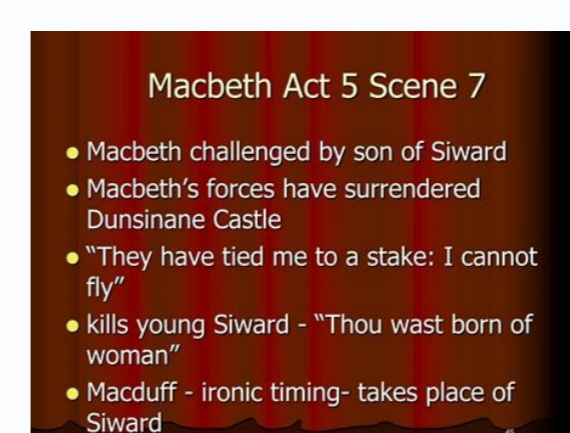 Macbeth Act 5 Scene 7
Macbeth challenged by son of Siward
Macbeth's forces have surrendered
Dunsinane Castle
"They have tied me to a stake: I cannot
fly"
kills young Siward - "Thou wast born of
woman"
Macduff - ironic timing- takes place of
Siward
45